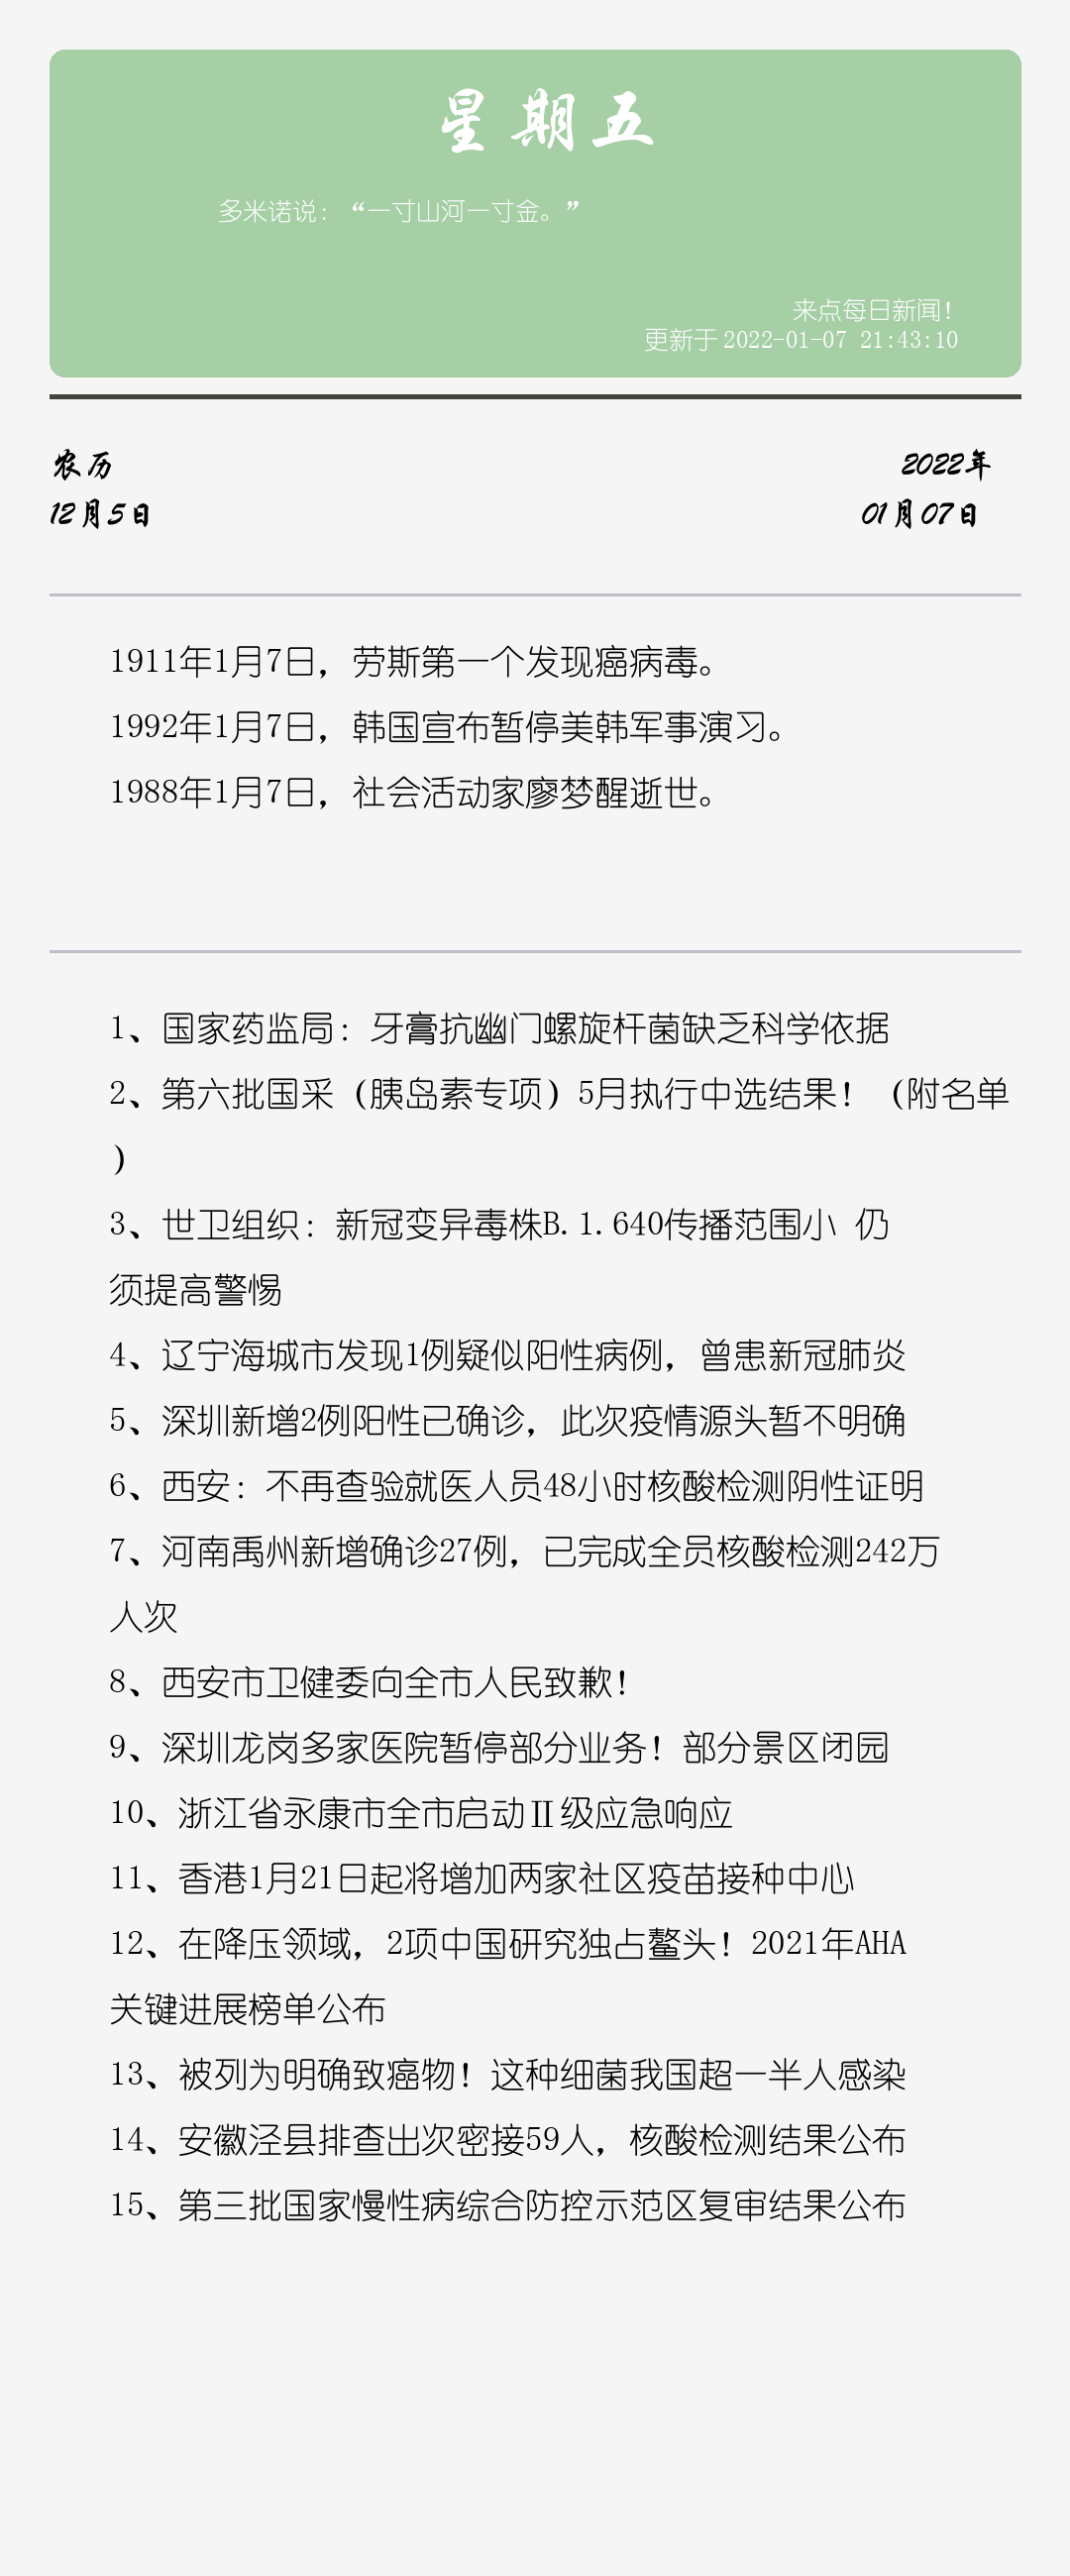 星期五
多米诺说：“一寸山河一寸金。”
来点每日新闻！
更新于 2022-01-07 21:43:10
农历
2022年
12月5日
01月07日
1911年1月7日，劳斯第一个发现癌病毒。
1992年1月7日，韩国宣布暂停美韩军事演习。
1988年1月7日，社会活动家廖梦醒逝世。
1、国家药监局：牙膏抗幽门螺旋杆菌缺乏科学依据
2、第六批国采（胰岛素专项）5月执行中选结果！（附名单
）
3、世卫组织：新冠变异毒株B.1.640传播范围小 仍
须提高警惕
4、辽宁海城市发现1例疑似阳性病例，曾患新冠肺炎
5、深圳新增2例阳性已确诊，此次疫情源头暂不明确
6、西安：不再查验就医人员48小时核酸检测阴性证明
7、河南禹州新增确诊27例，已完成全员核酸检测242万
人次
8、西安市卫健委向全市人民致歉！
9、深圳龙岗多家医院暂停部分业务！部分景区闭园
10、浙江省永康市全市启动Ⅱ级应急响应
11、香港1月21日起将增加两家社区疫苗接种中心
12、在降压领域，2项中国研究独占鳌头！2021年AHA
关键进展榜单公布
13、被列为明确致癌物！这种细菌我国超一半人感染
14、安徽泾县排查出次密接59人，核酸检测结果公布
15、第三批国家慢性病综合防控示范区复审结果公布